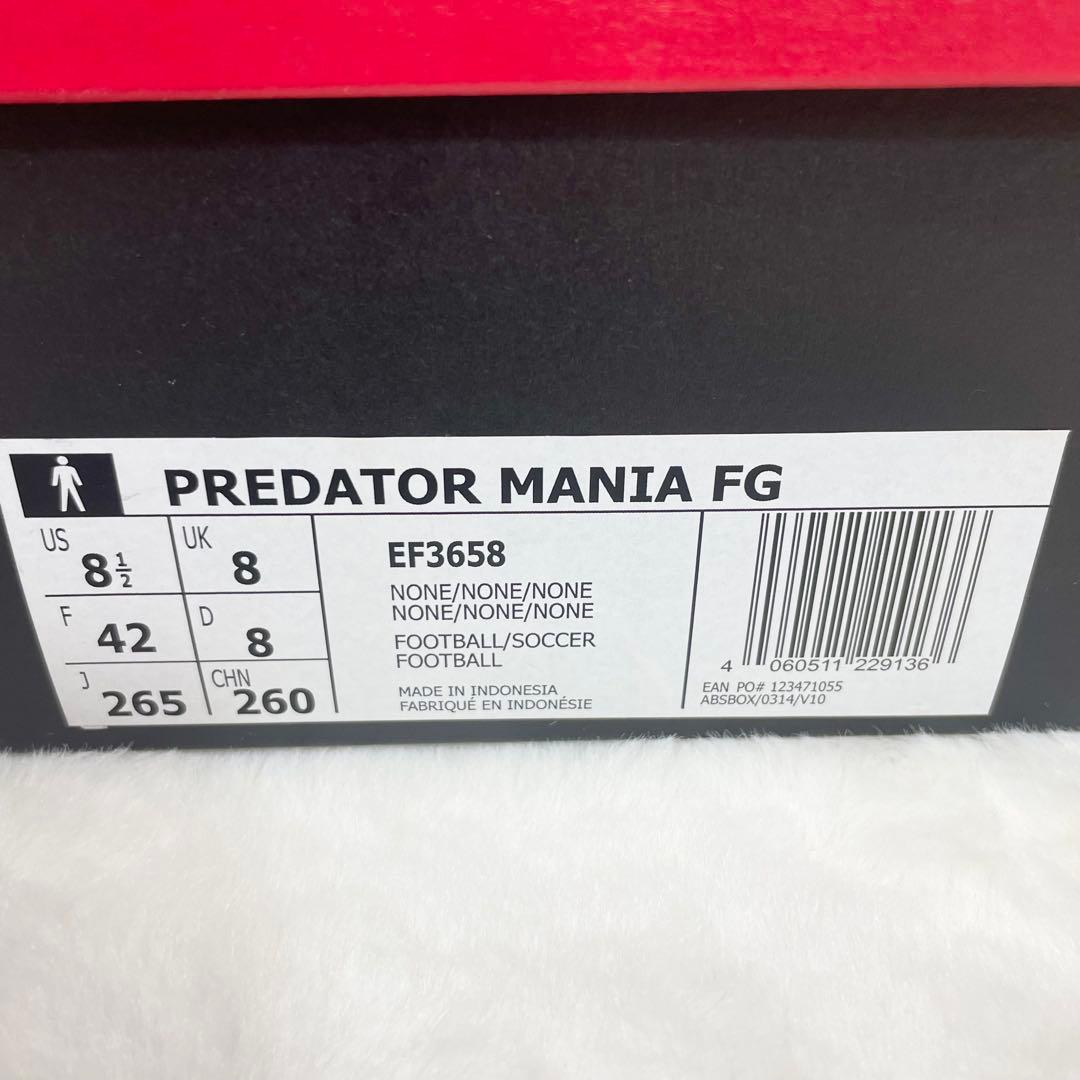 PREDATOR MANIA FG
US 8½ UK 8
F 42 D 8
J 265 CHN 260
EF3658
NONE/NONE/NONE
NONE/NONE/NONE
FOOTBALL/SOCCER
FOOTBALL
MADE IN INDONESIA
FABRIQUÉ EN INDONÉSIE
4 060511 229136
EAN PO# 123471055
ABSBOX/0314/V10